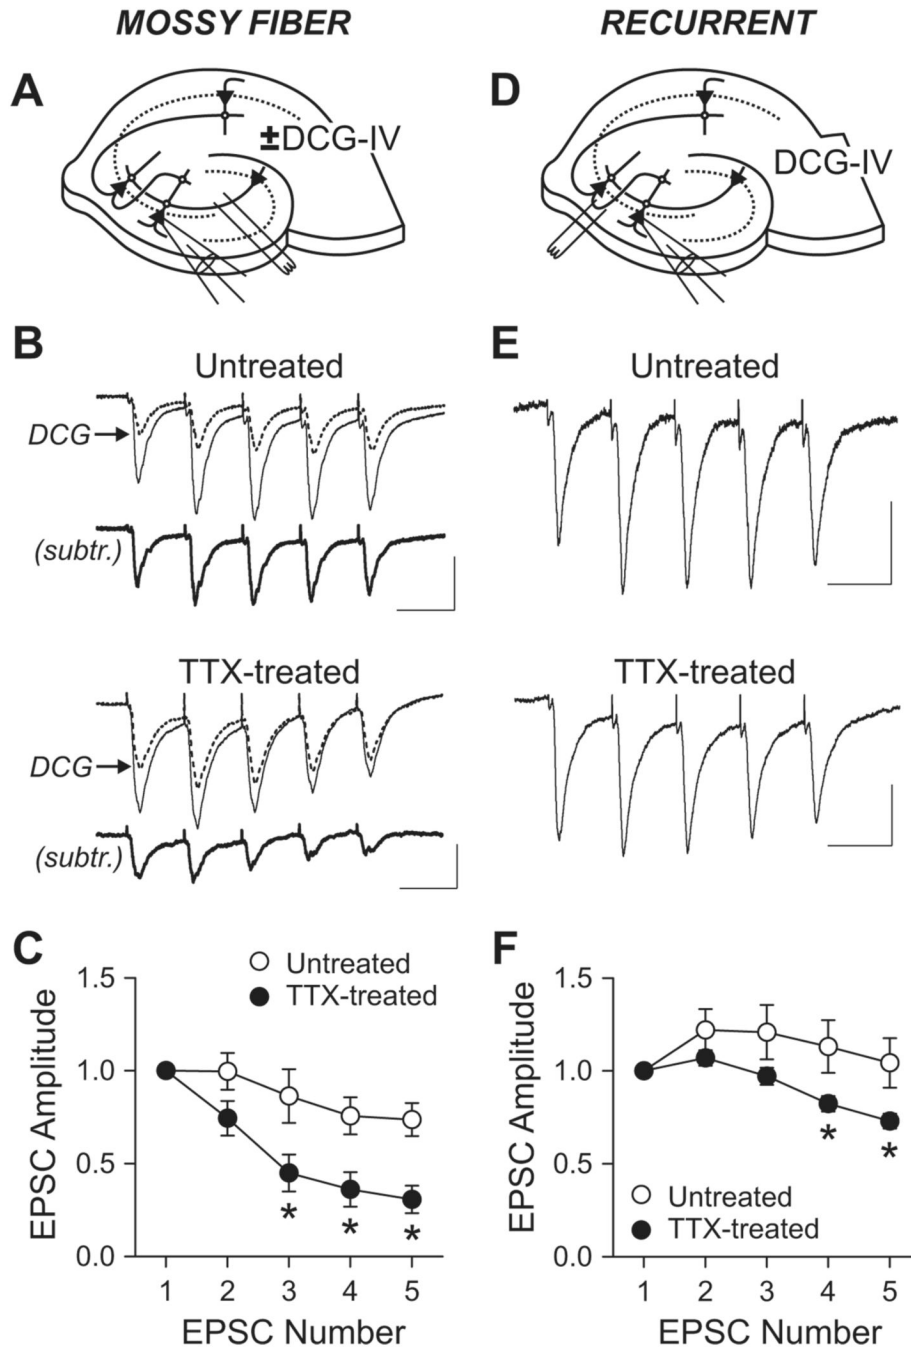 MOSSY FIBER
RECURRENT
A
±DCG-IV
D
DCG-IV
B
Untreated
DCG
(subtr.)
TTX-treated
DCG
(subtr.)
E
Untreated
TTX-treated
C
Untreated
TTX-treated
EPSC Amplitude
1.5
1.0
0.5
0.0
* * *
1 2 3 4 5
EPSC Number
F
EPSC Amplitude
1.5
1.0
0.5
0.0
* *
Untreated
TTX-treated
1 2 3 4 5
EPSC Number